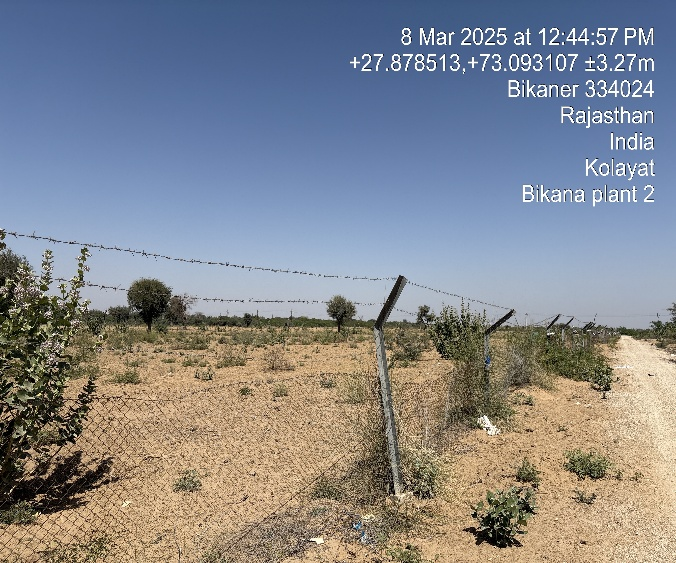 8 Mar 2025 at 12:44:57 PM
+27.878513,+73.093107 ±3.27m
Bikaner 334024
Rajasthan
India
Kolayat
Bikana plant 2